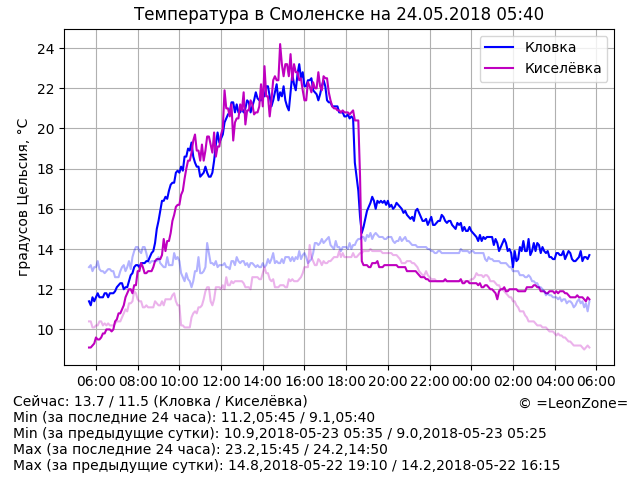 Температура в Смоленске на 24.05.2018 05:40
Кловка
Киселёвка
градусов Цельсия, °C
24
22
20
18
16
14
12
10
06:00 08:00 10:00 12:00 14:00 16:00 18:00 20:00 22:00 00:00 02:00 04:00 06:00
Сейчас: 13.7 / 11.5 (Кловка / Киселёвка)
© =LeonZone=
Min (за последние 24 часа): 11.2,05:45 / 9.1,05:40
Min (за предыдущие сутки): 10.9,2018-05-23 05:35 / 9.0,2018-05-23 05:25
Max (за последние 24 часа): 23.2,15:45 / 24.2,14:50
Max (за предыдущие сутки): 14.8,2018-05-22 19:10 / 14.2,2018-05-22 16:15